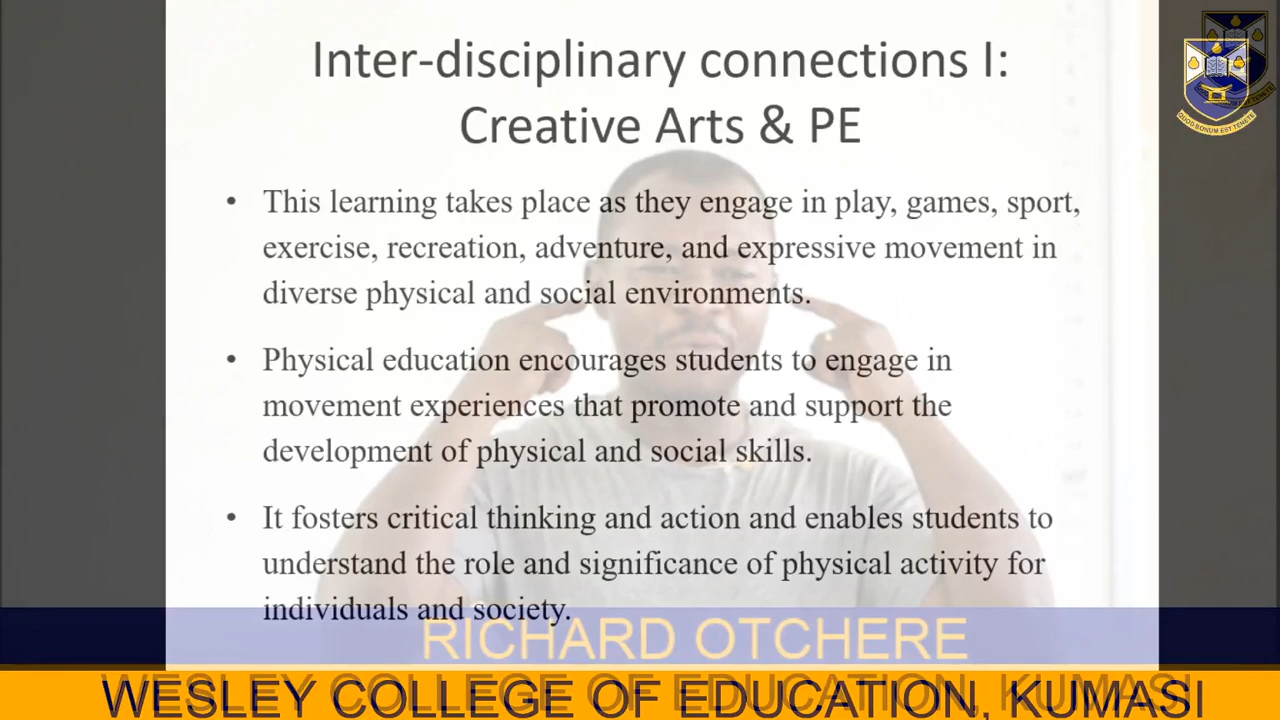 Inter-disciplinary connections I:
Creative Arts & PE
• This learning takes place as they engage in play, games, sport,
exercise, recreation, adventure, and expressive movement in
diverse physical and social environments.
• Physical education encourages students to engage in
movement experiences that promote and support the
development of physical and social skills.
• It fosters critical thinking and action and enables students to
understand the role and significance of physical activity for
individuals and society.
RICHARD OTCHERE
WESLEY COLLEGE OF EDUCATION, KUMASI
QUOD BONUM EST TENETE